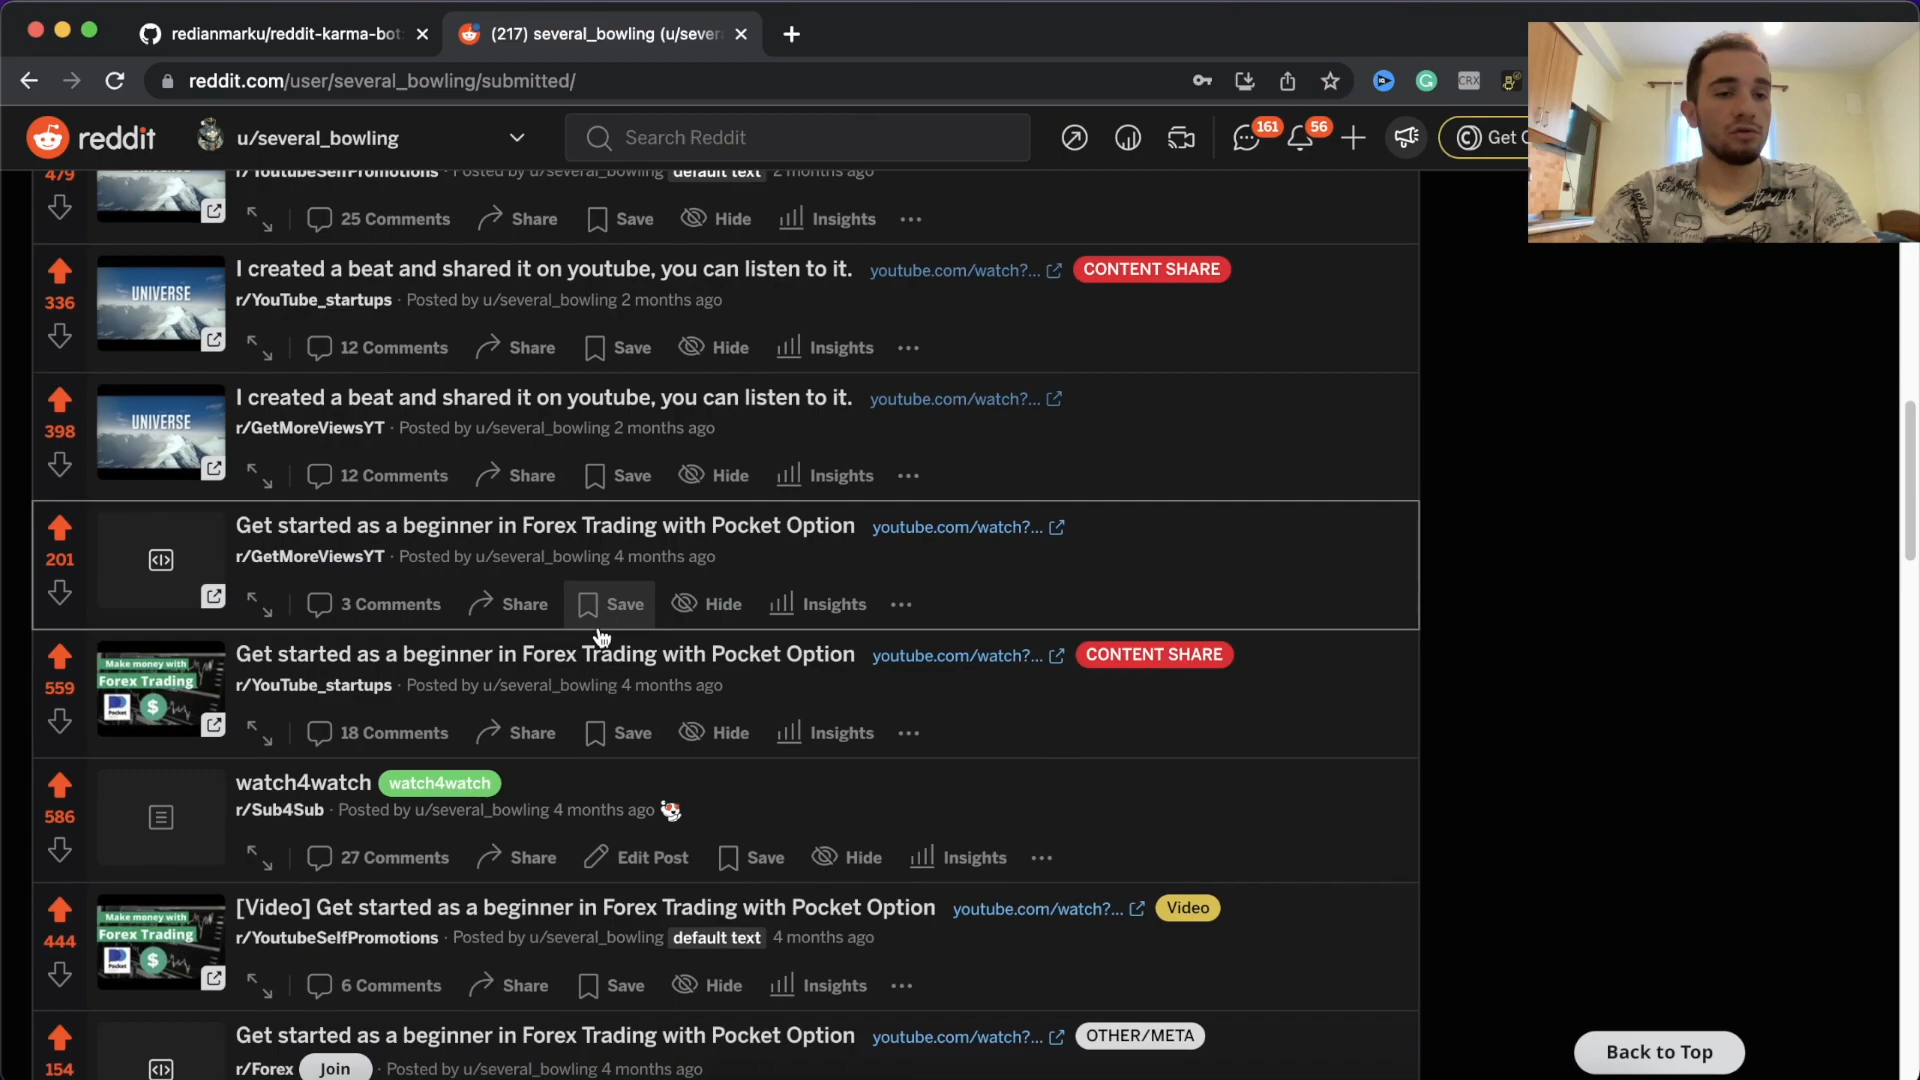 redianmarku/reddit-karma-bot
(217) several_bowling (u/sever
reddit.com/user/several_bowling/submitted/
CRX
reddit
u/several_bowling
Search Reddit
161
56
Get
479
r/YoutubeSelfPromotions · Posted by u/several_bowling default text 2 months ago
25 Comments Share Save Hide Insights
UNIVERSE
I created a beat and shared it on youtube, you can listen to it. youtube.com/watch?... CONTENT SHARE
336
r/YouTube_startups · Posted by u/several_bowling 2 months ago
12 Comments Share Save Hide Insights
UNIVERSE
I created a beat and shared it on youtube, you can listen to it. youtube.com/watch?...
398
r/GetMoreViewsYT · Posted by u/several_bowling 2 months ago
12 Comments Share Save Hide Insights
Get started as a beginner in Forex Trading with Pocket Option youtube.com/watch?...
201
r/GetMoreViewsYT · Posted by u/several_bowling 4 months ago
3 Comments Share Save Hide Insights
Make money with
Forex Trading
Pocket
Get started as a beginner in Forex Trading with Pocket Option youtube.com/watch?... CONTENT SHARE
559
r/YouTube_startups · Posted by u/several_bowling 4 months ago
18 Comments Share Save Hide Insights
watch4watch watch4watch
586
r/Sub4Sub · Posted by u/several_bowling 4 months ago
27 Comments Share Edit Post Save Hide Insights
Make money with
Forex Trading
Pocket
[Video] Get started as a beginner in Forex Trading with Pocket Option youtube.com/watch?... Video
444
r/YoutubeSelfPromotions · Posted by u/several_bowling default text 4 months ago
6 Comments Share Save Hide Insights
Get started as a beginner in Forex Trading with Pocket Option youtube.com/watch?... OTHER/META
154
r/Forex Join · Posted by u/several_bowling 4 months ago
Back to Top